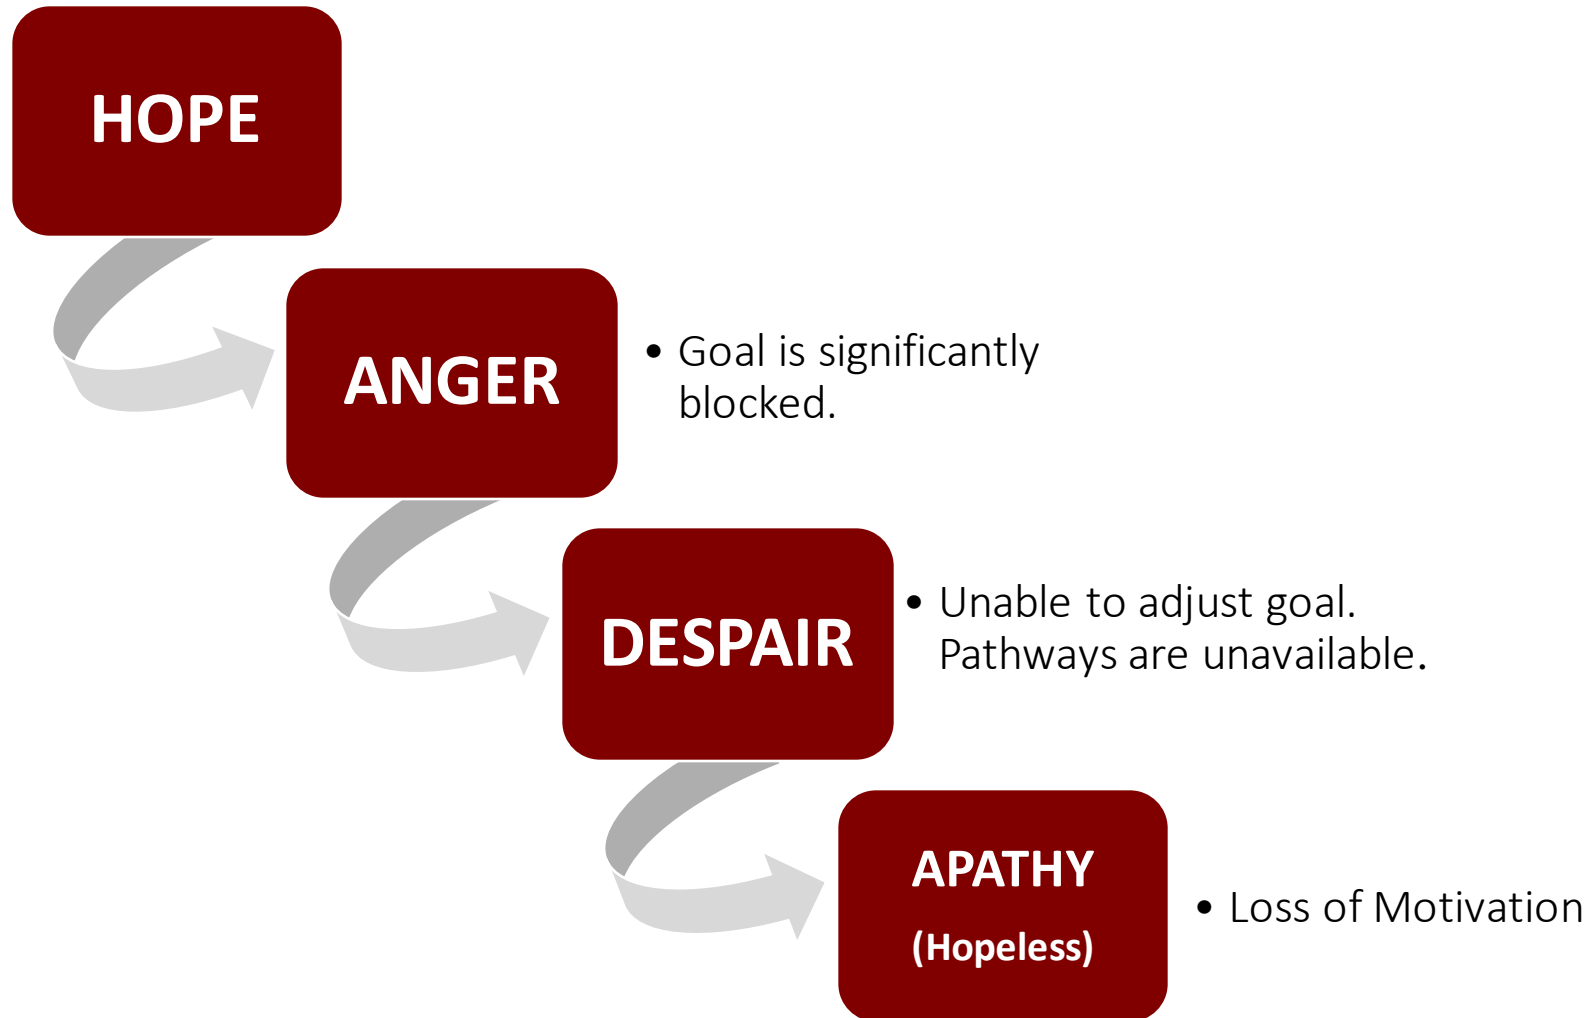 HOPE
ANGER
• Goal is significantly
blocked.
DESPAIR
• Unable to adjust goal.
Pathways are unavailable.
APATHY
(Hopeless)
• Loss of Motivation